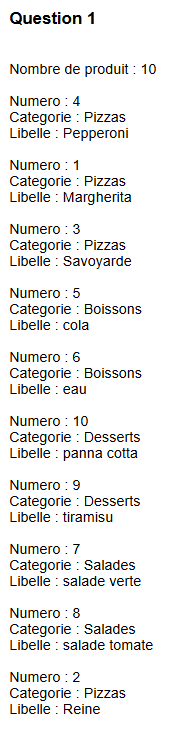 Question 1
Nombre de produit : 10
Numero : 4
Categorie : Pizzas
Libelle : Pepperoni
Numero : 1
Categorie : Pizzas
Libelle : Margherita
Numero : 3
Categorie : Pizzas
Libelle : Savoyarde
Numero : 5
Categorie : Boissons
Libelle : cola
Numero : 6
Categorie : Boissons
Libelle : eau
Numero : 10
Categorie : Desserts
Libelle : panna cotta
Numero : 9
Categorie : Desserts
Libelle : tiramisu
Numero : 7
Categorie : Salades
Libelle : salade verte
Numero : 8
Categorie : Salades
Libelle : salade tomate
Numero : 2
Categorie : Pizzas
Libelle : Reine